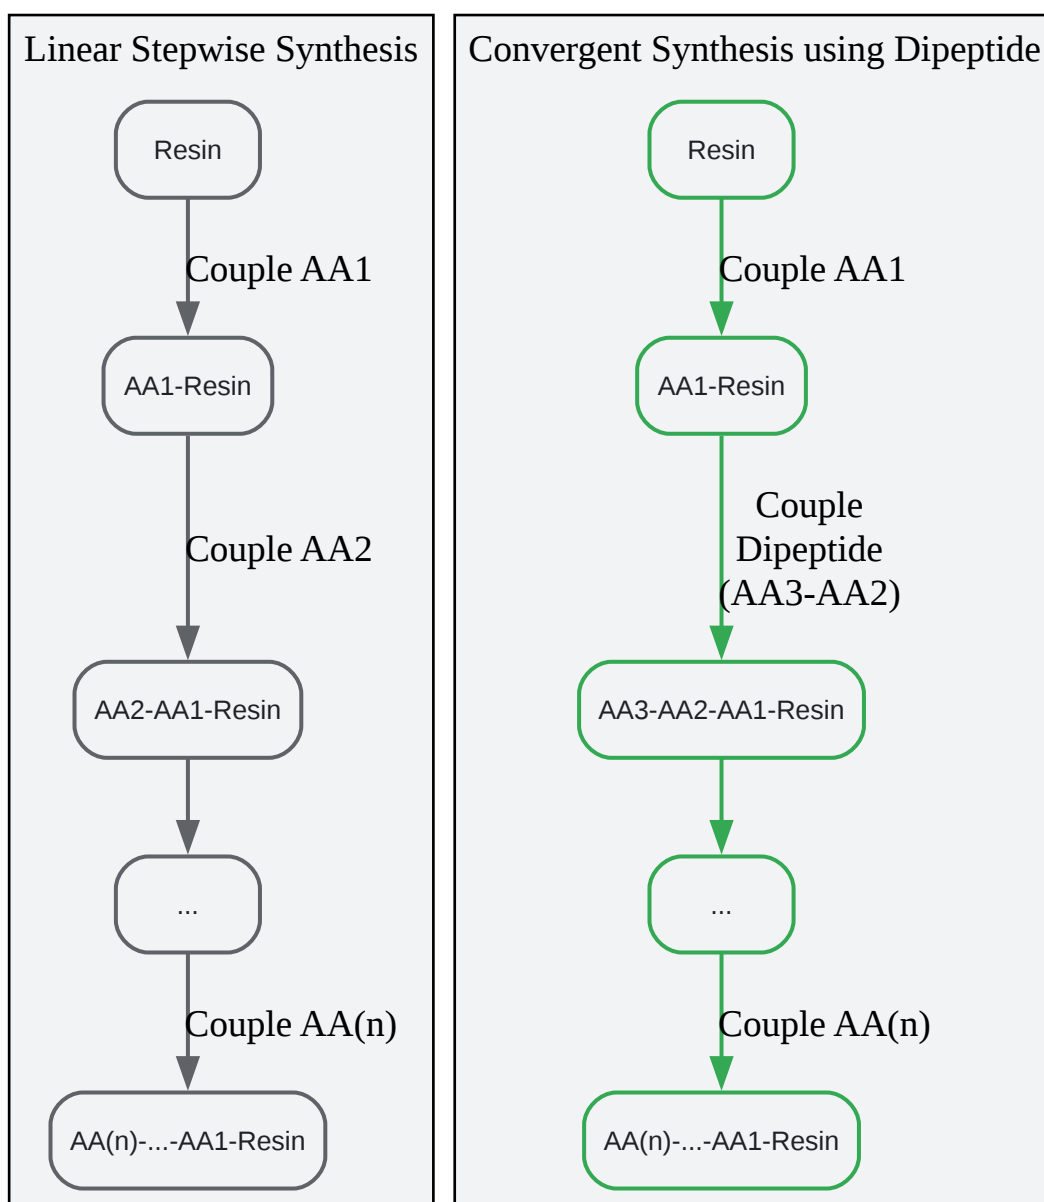 Linear Stepwise Synthesis
Resin
Couple AA1
AA1-Resin
Couple AA2
AA2-AA1-Resin
...
Couple AA(n)
AA(n)-...-AA1-Resin
Convergent Synthesis using Dipeptide
Resin
Couple AA1
AA1-Resin
Couple
Dipeptide
(AA3-AA2)
AA3-AA2-AA1-Resin
...
Couple AA(n)
AA(n)-...-AA1-Resin